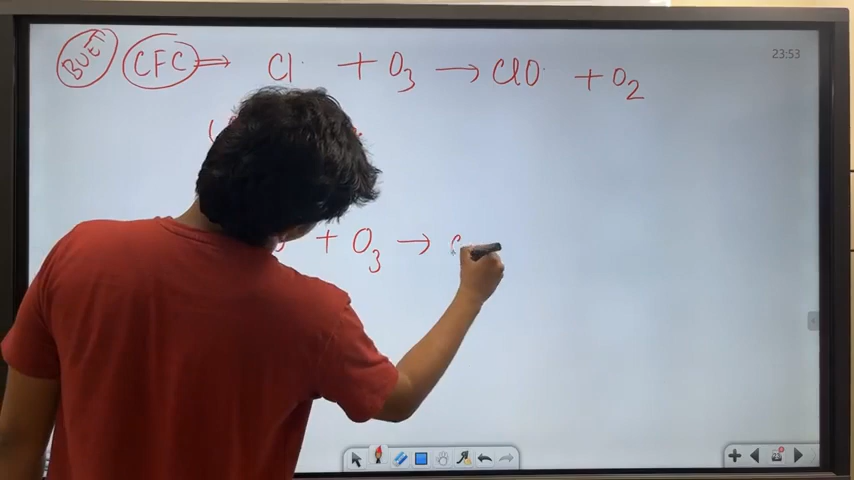 BUET CFC ⇒ Cl· + O₃ → ClO· + O₂ 23:53
+ O₃ →